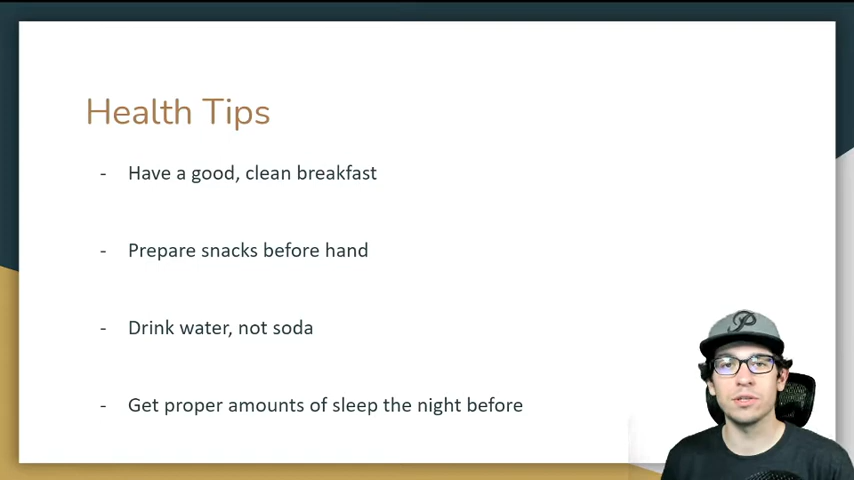 Health Tips
- Have a good, clean breakfast
- Prepare snacks before hand
- Drink water, not soda
- Get proper amounts of sleep the night before
P